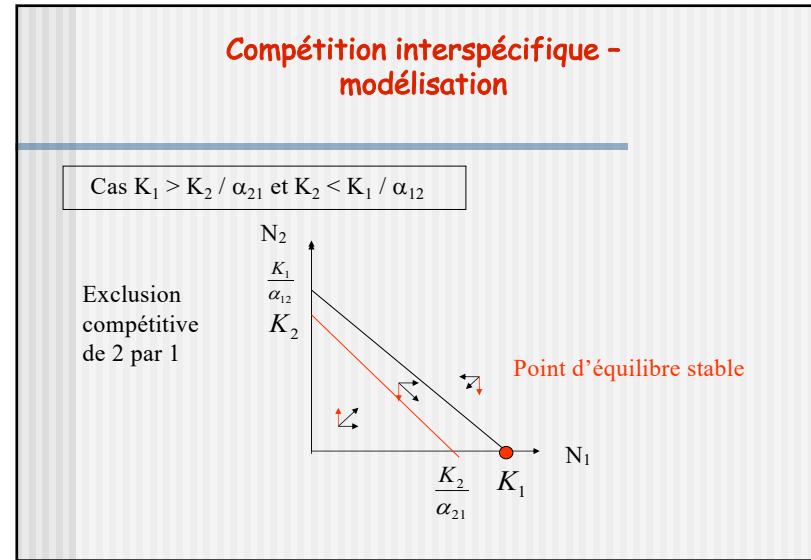 Compétition interspécifique –
modélisation
Cas K₁ > K₂ / α₂₁ et K₂ < K₁ / α₁₂
N₂
K₁
α₁₂
K₂
Exclusion
compétitive
de 2 par 1
Point d’équilibre stable
N₁
K₂
α₂₁
K₁